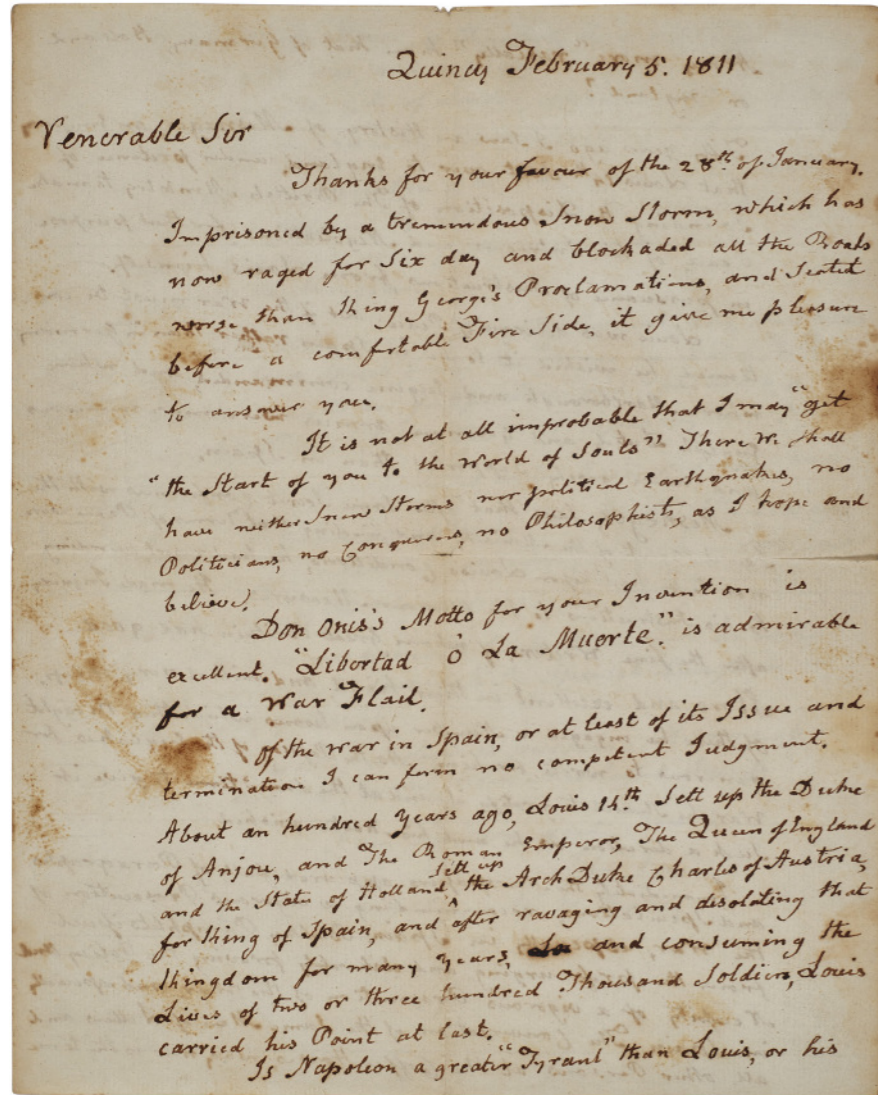 Quincy February 5. 1811
Venerable Sir
Thanks for your favour of the 28th. of January.
Imprisoned by a tremendous Snow Storm, which has
now raged for Six day and blockaded all the Roads
worse than King George's Proclamations, and Seated
before a comfortable Fire Side, it give me pleasure
to answer you.
It is not at all improbable that I may "get
"the Start of you to the World of Souls" There We shall
have neither Snow Storms nor political Earthquakes, no
Politicians, no Conquerors, no Philosophists, as I hope and
believe.
Don Onis's Motto for your Invention is
excellent. "Libertad ò La Muerte." is admirable
for a War Flail.
Of the war in Spain, or at least of its Issue and
termination I can form no competent Judgment.
About an hundred years ago, Louis 14th. Sett up the Duke
of Anjou, and The Roman Emperor, The Queen of England
and the State of Holland, sett up the Arch Duke Charles of Austria,
for King of Spain, and after ravaging and desolating that
Kingdom for many years, and consuming the
Lives of two or three hundred Thousand Soldiers, Louis
carried his Point at last.
Is Napoleon a greater "Tyrant" than Louis, or his